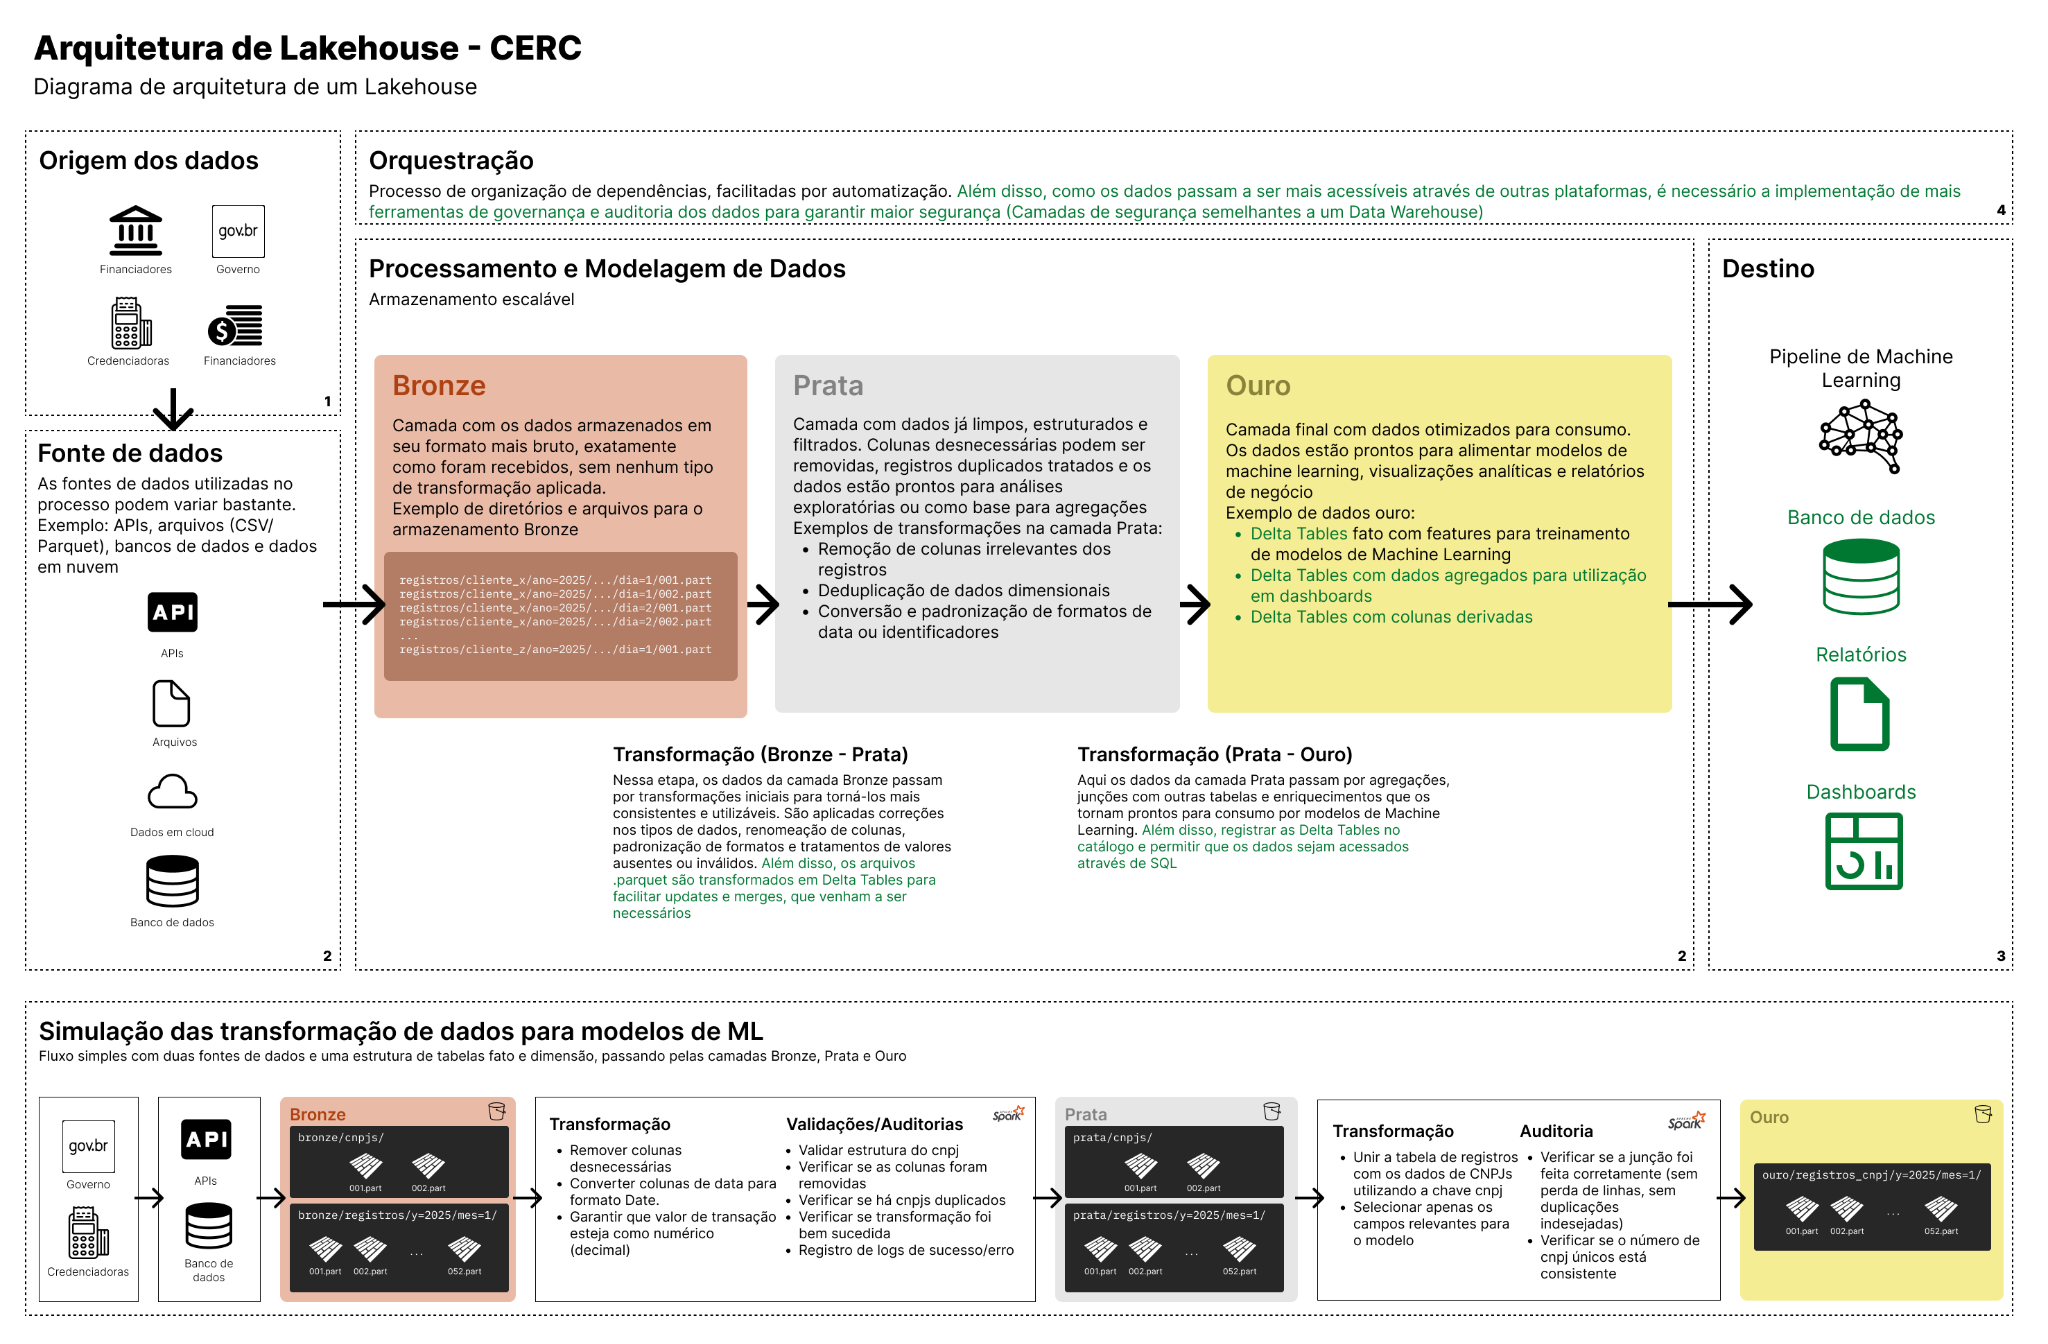 Arquitetura de Lakehouse - CERC
Diagrama de arquitetura de um Lakehouse
Origem dos dados
gov.br
Financiadores
Governo
$
Credenciadoras
Financiadores
1
Fonte de dados
As fontes de dados utilizadas no
processo podem variar bastante.
Exemplo: APIs, arquivos (CSV/
Parquet), bancos de dados e dados
em nuvem
API
APIs
Arquivos
Dados em cloud
Banco de dados
2
Orquestração
Processo de organização de dependências, facilitadas por automatização. Além disso, como os dados passam a ser mais acessíveis através de outras plataformas, é necessário a implementação de mais
ferramentas de governança e auditoria dos dados para garantir maior segurança (Camadas de segurança semelhantes a um Data Warehouse)
4
Processamento e Modelagem de Dados
Armazenamento escalável
Bronze
Camada com os dados armazenados em
seu formato mais bruto, exatamente
como foram recebidos, sem nenhum tipo
de transformação aplicada.
Exemplo de diretórios e arquivos para o
armazenamento Bronze
registros/cliente_x/ano=2025/.../dia=1/001.part
registros/cliente_x/ano=2025/.../dia=1/002.part
registros/cliente_x/ano=2025/.../dia=2/001.part
registros/cliente_x/ano=2025/.../dia=2/002.part
...
registros/cliente_z/ano=2025/.../dia=1/001.part
Prata
Camada com dados já limpos, estruturados e
filtrados. Colunas desnecessárias podem ser
removidas, registros duplicados tratados e os
dados estão prontos para análises
exploratórias ou como base para agregações
Exemplos de transformações na camada Prata:
• Remoção de colunas irrelevantes dos
registros
• Deduplicação de dados dimensionais
• Conversão e padronização de formatos de
data ou identificadores
Ouro
Camada final com dados otimizados para consumo.
Os dados estão prontos para alimentar modelos de
machine learning, visualizações analíticas e relatórios
de negócio
Exemplo de dados ouro:
• Delta Tables fato com features para treinamento
de modelos de Machine Learning
• Delta Tables com dados agregados para utilização
em dashboards
• Delta Tables com colunas derivadas
Transformação (Bronze - Prata)
Nessa etapa, os dados da camada Bronze passam
por transformações iniciais para torná-los mais
consistentes e utilizáveis. São aplicadas correções
nos tipos de dados, renomeação de colunas,
padronização de formatos e tratamentos de valores
ausentes ou inválidos. Além disso, os arquivos
.parquet são transformados em Delta Tables para
facilitar updates e merges, que venham a ser
necessários
Transformação (Prata - Ouro)
Aqui os dados da camada Prata passam por agregações,
junções com outras tabelas e enriquecimentos que os
tornam prontos para consumo por modelos de Machine
Learning. Além disso, registrar as Delta Tables no
catálogo e permitir que os dados sejam acessados
através de SQL
2
Destino
Pipeline de Machine
Learning
Banco de dados
Relatórios
Dashboards
3
Simulação das transformação de dados para modelos de ML
Fluxo simples com duas fontes de dados e uma estrutura de tabelas fato e dimensão, passando pelas camadas Bronze, Prata e Ouro
gov.br
Governo
Credenciadoras
API
APIs
Banco de
dados
Bronze
bronze/cnpjs/
001.part 002.part
bronze/registros/y=2025/mes=1/
001.part 002.part ... 052.part
Transformação
• Remover colunas
desnecessárias
• Converter colunas de data para
formato Date.
• Garantir que valor de transação
esteja como numérico
(decimal)
Validações/Auditorias
APACHE
Spark
• Validar estrutura do cnpj
• Verificar se as colunas foram
removidas
• Verificar se há cnpjs duplicados
• Verificar se transformação foi
bem sucedida
• Registro de logs de sucesso/erro
Prata
prata/cnpjs/
001.part 002.part
prata/registros/y=2025/mes=1/
001.part 002.part ... 052.part
Transformação
• Unir a tabela de registros
com os dados de CNPJs
utilizando a chave cnpj
• Selecionar apenas os
campos relevantes para
o modelo
Auditoria
APACHE
Spark
• Verificar se a junção foi
feita corretamente (sem
perda de linhas, sem
duplicações
indesejadas)
• Verificar se o número de
cnpj únicos está
consistente
Ouro
ouro/registros_cnpj/y=2025/mes=1/
001.part 002.part ... 052.part